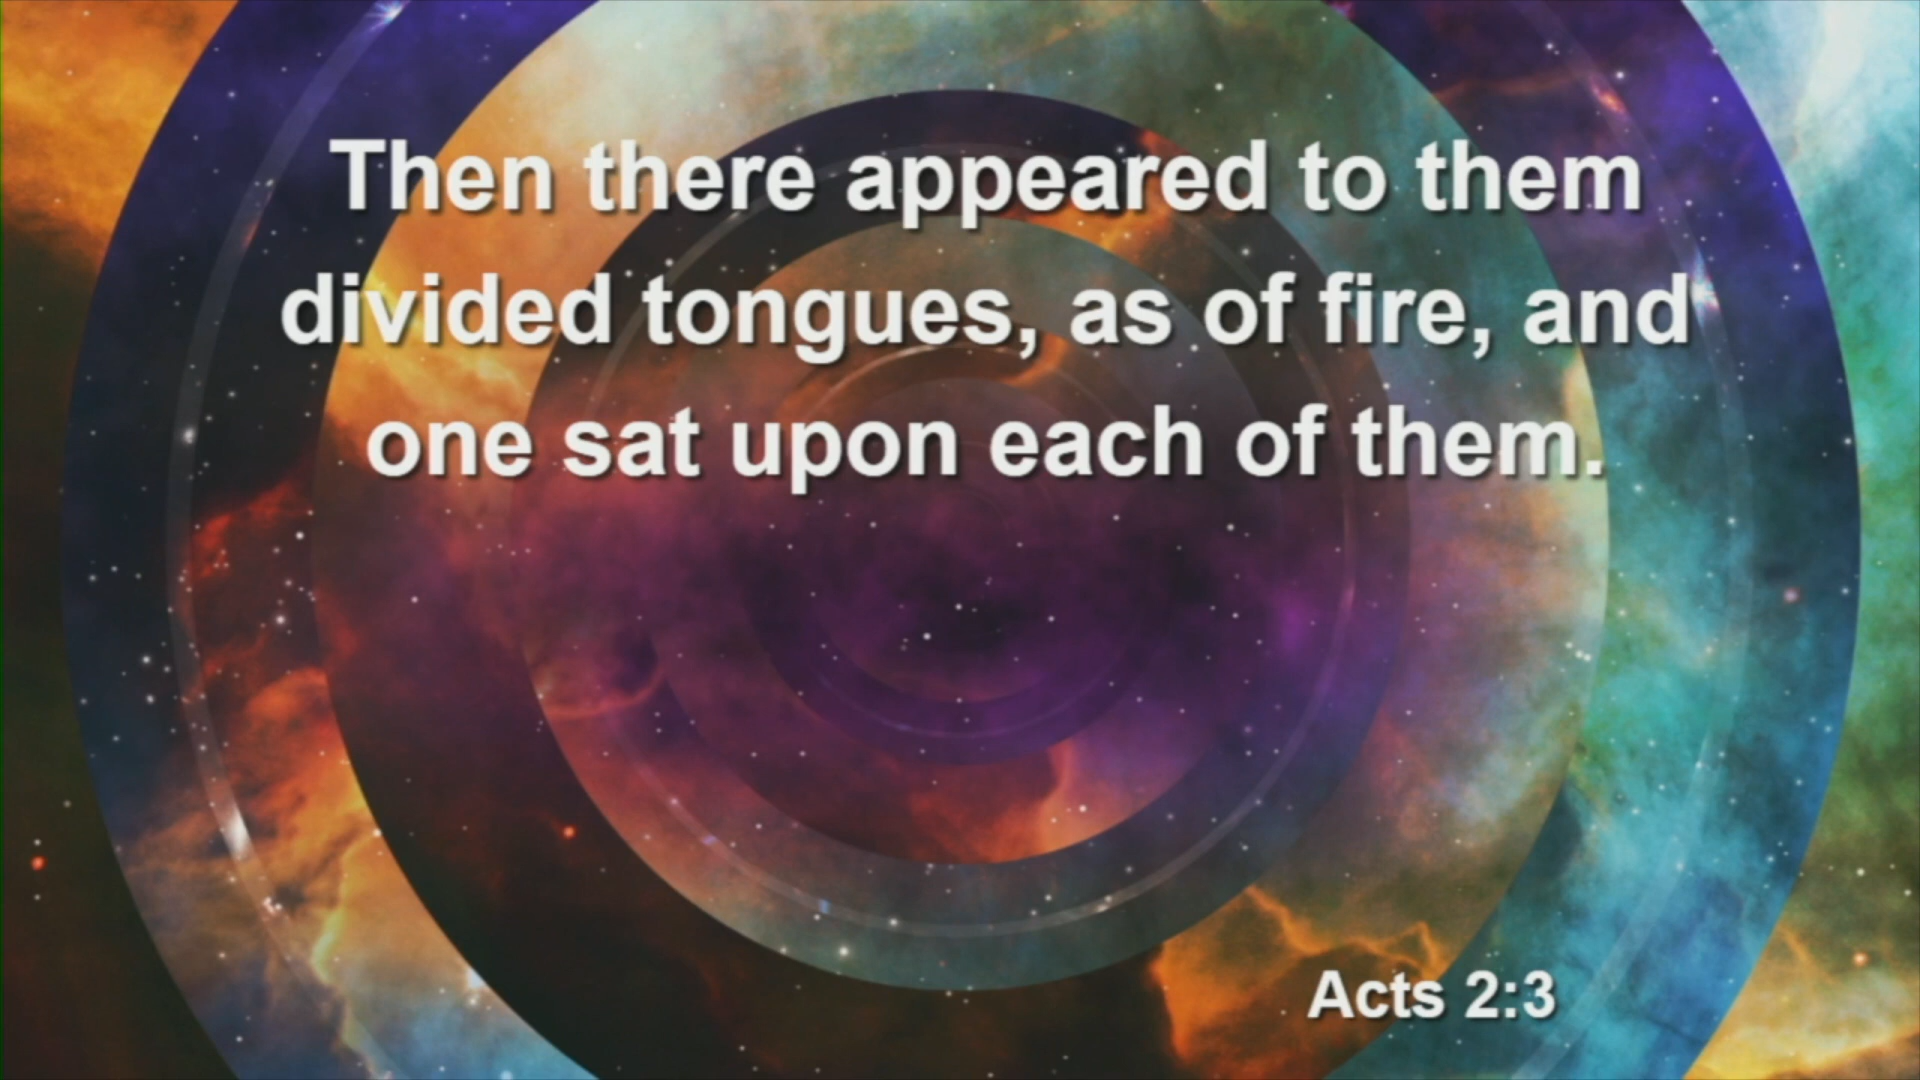 Then there appeared to them
divided tongues, as of fire, and
one sat upon each of them.
Acts 2:3